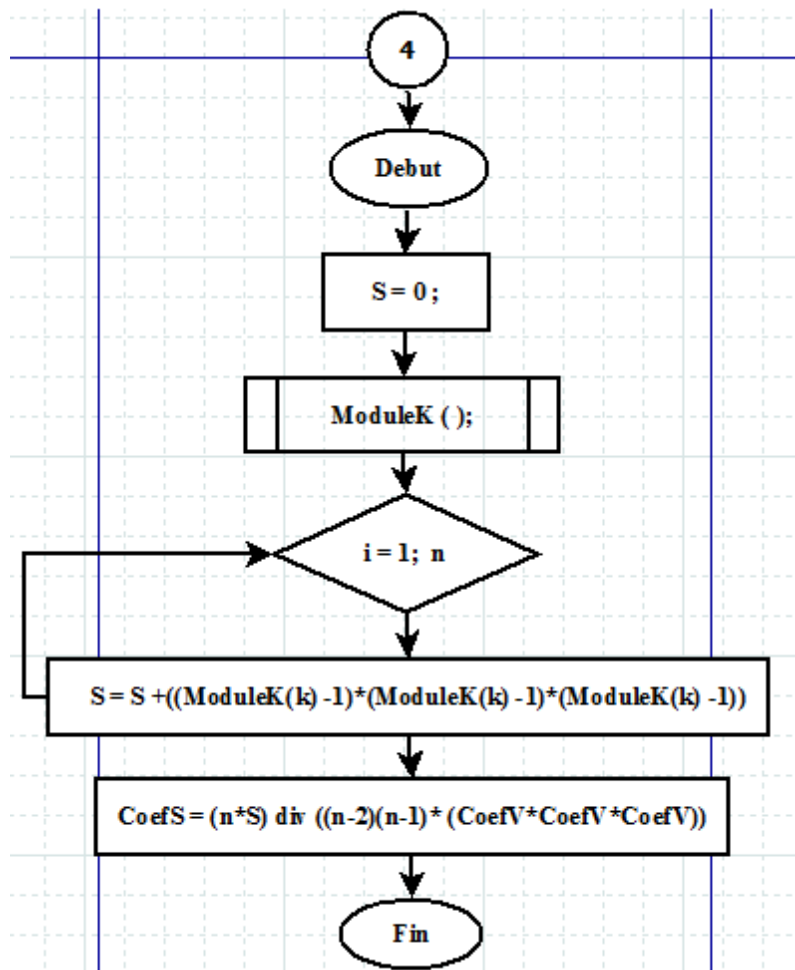 4
Debut
S = 0 ;
ModuleK ( );
i = 1; n
S = S +((ModuleK(k) -1)*(ModuleK(k) -1)*(ModuleK(k) -1))
CoefS = (n*S) div ((n-2)(n-1)* (CoefV*CoefV*CoefV))
Fin